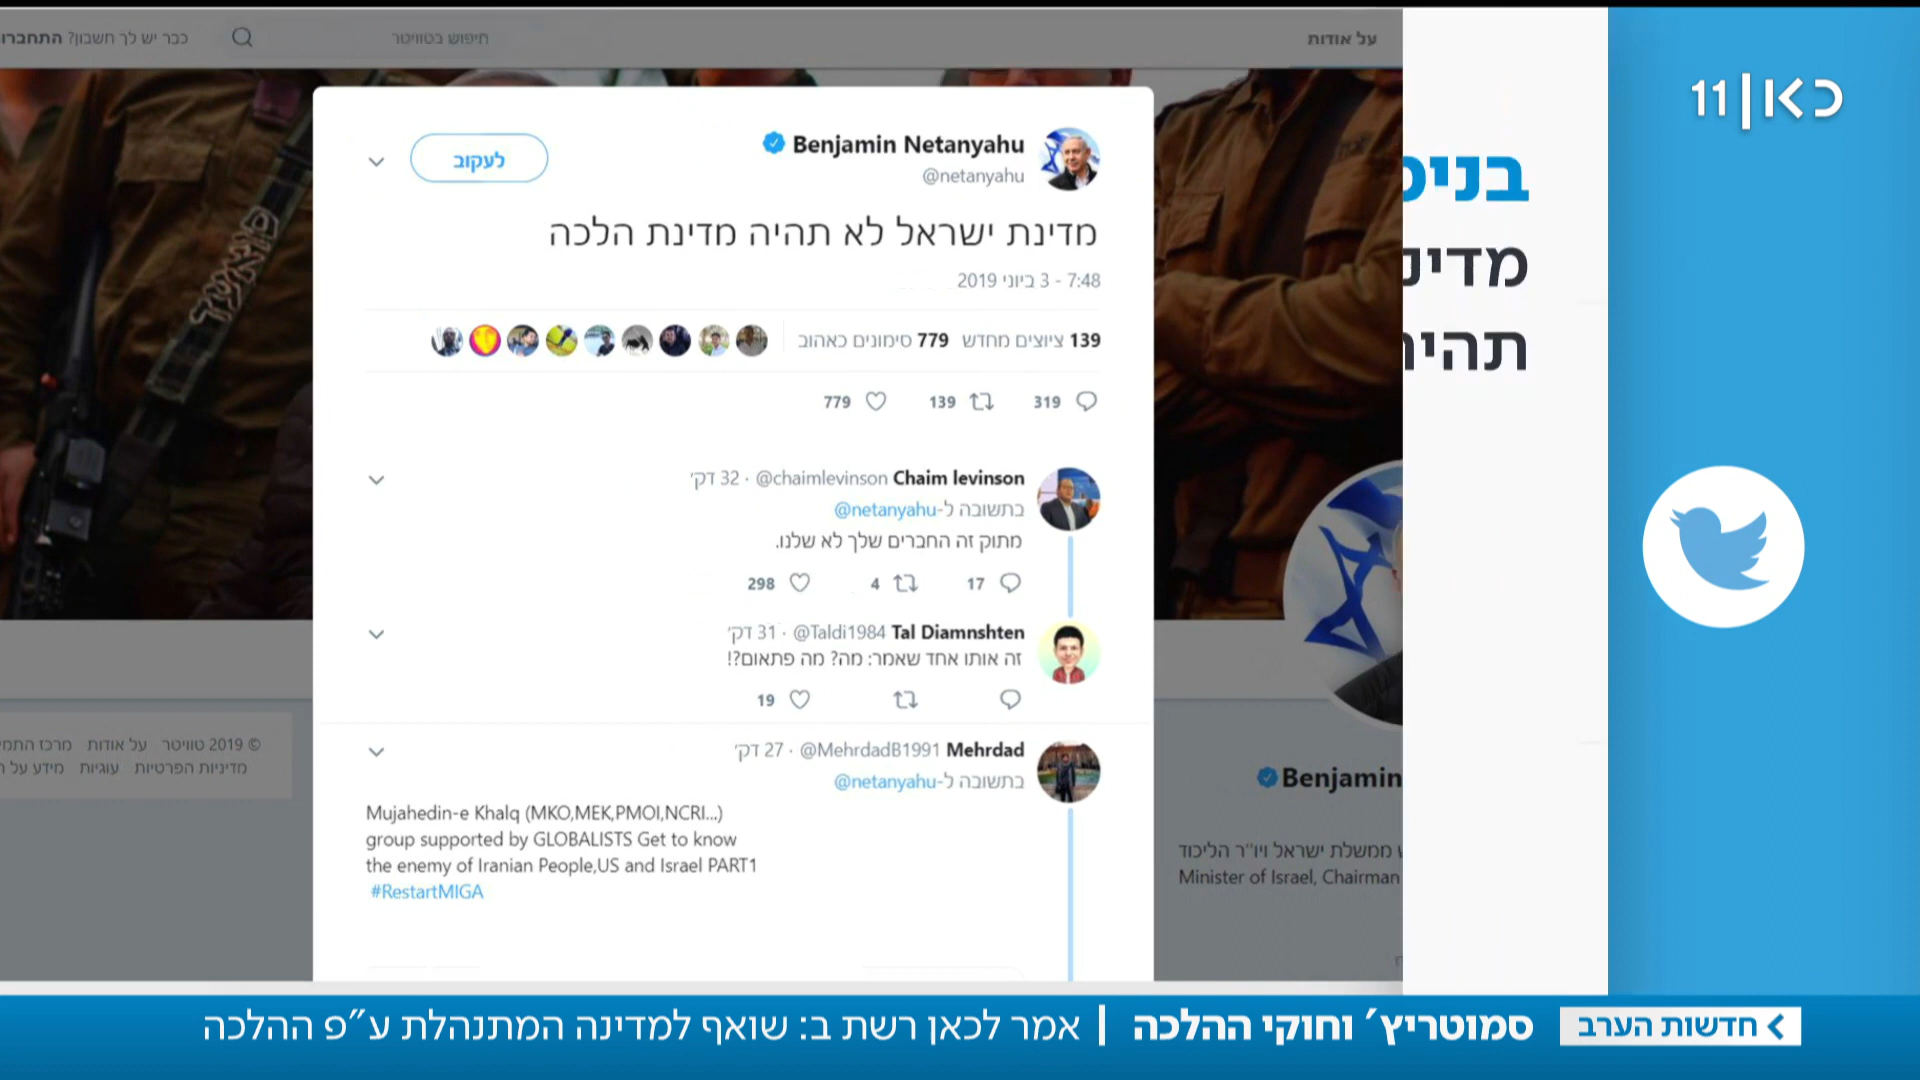 על אודות
חיפוש בטוויטר
כבר יש לך חשבון? התחברו
כאן|11
Benjamin Netanyahu
@netanyahu
לעקוב
מדינת ישראל לא תהיה מדינת הלכה
7:48 - 3 ביוני 2019
139 ציוצים מחדש 779 סימונים כאהוב
319 139 779
Chaim levinson @chaimlevinson · 32 דק׳
בתשובה ל-@netanyahu
מתוק זה החברים שלך לא שלנו.
17 4 298
Tal Diamnshten @Taldi1984 · 31 דק׳
זה אותו אחד שאמר: מה? מה פתאום?!
19
Mehrdad @MehrdadB1991 · 27 דק׳
בתשובה ל-@netanyahu
Mujahedin-e Khalq (MKO,MEK,PMOI,NCRI...)
group supported by GLOBALISTS Get to know
the enemy of Iranian People,US and Israel PART1
#RestartMIGA
© 2019 טוויטר על אודות מרכז
מדיניות הפרטיות עוגיות מידע על
Benjamin
ממשלת ישראל ויו"ר הליכוד
Minister of Israel, Chairman
חדשות הערב
סמוטריץ׳ וחוקי ההלכה | אמר לכאן רשת ב: שואף למדינה המתנהלת ע״פ ההלכה